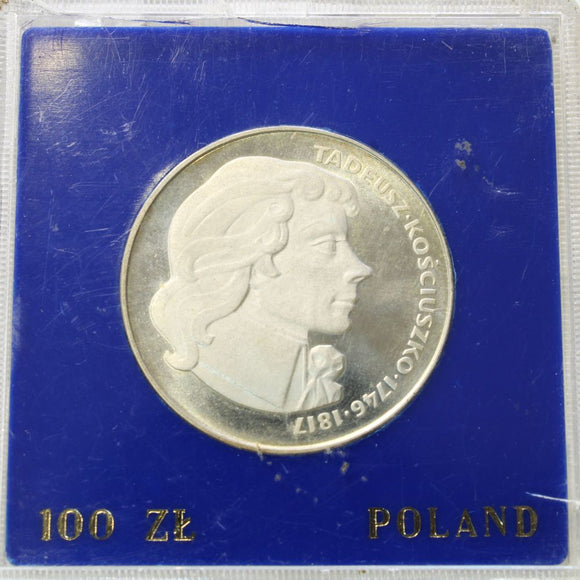 TADEUSZ·KOŚCIUSZKO·1746·1817
100 ZŁ POLAND